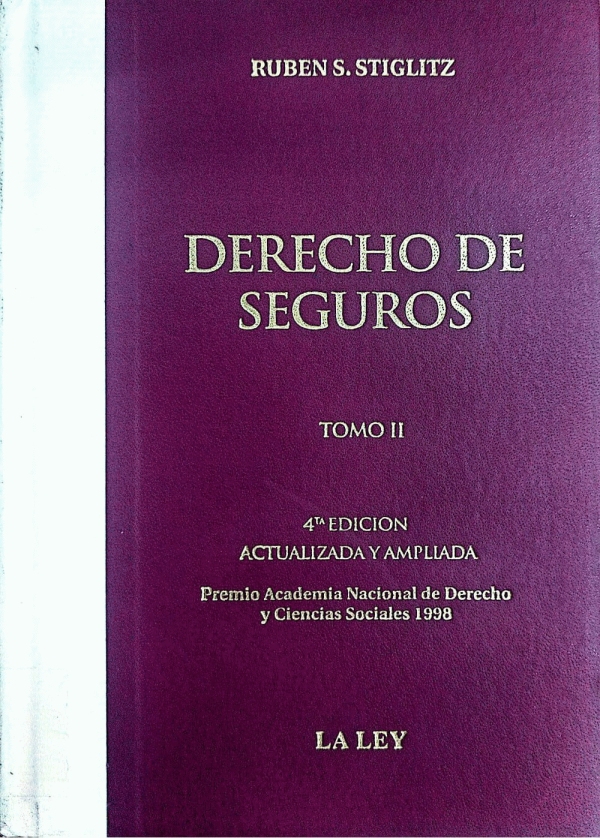 RUBEN S. STIGLITZ
DERECHO DE
SEGUROS
TOMO II
4TA EDICION
ACTUALIZADA Y AMPLIADA
Premio Academia Nacional de Derecho
y Ciencias Sociales 1998
LA LEY